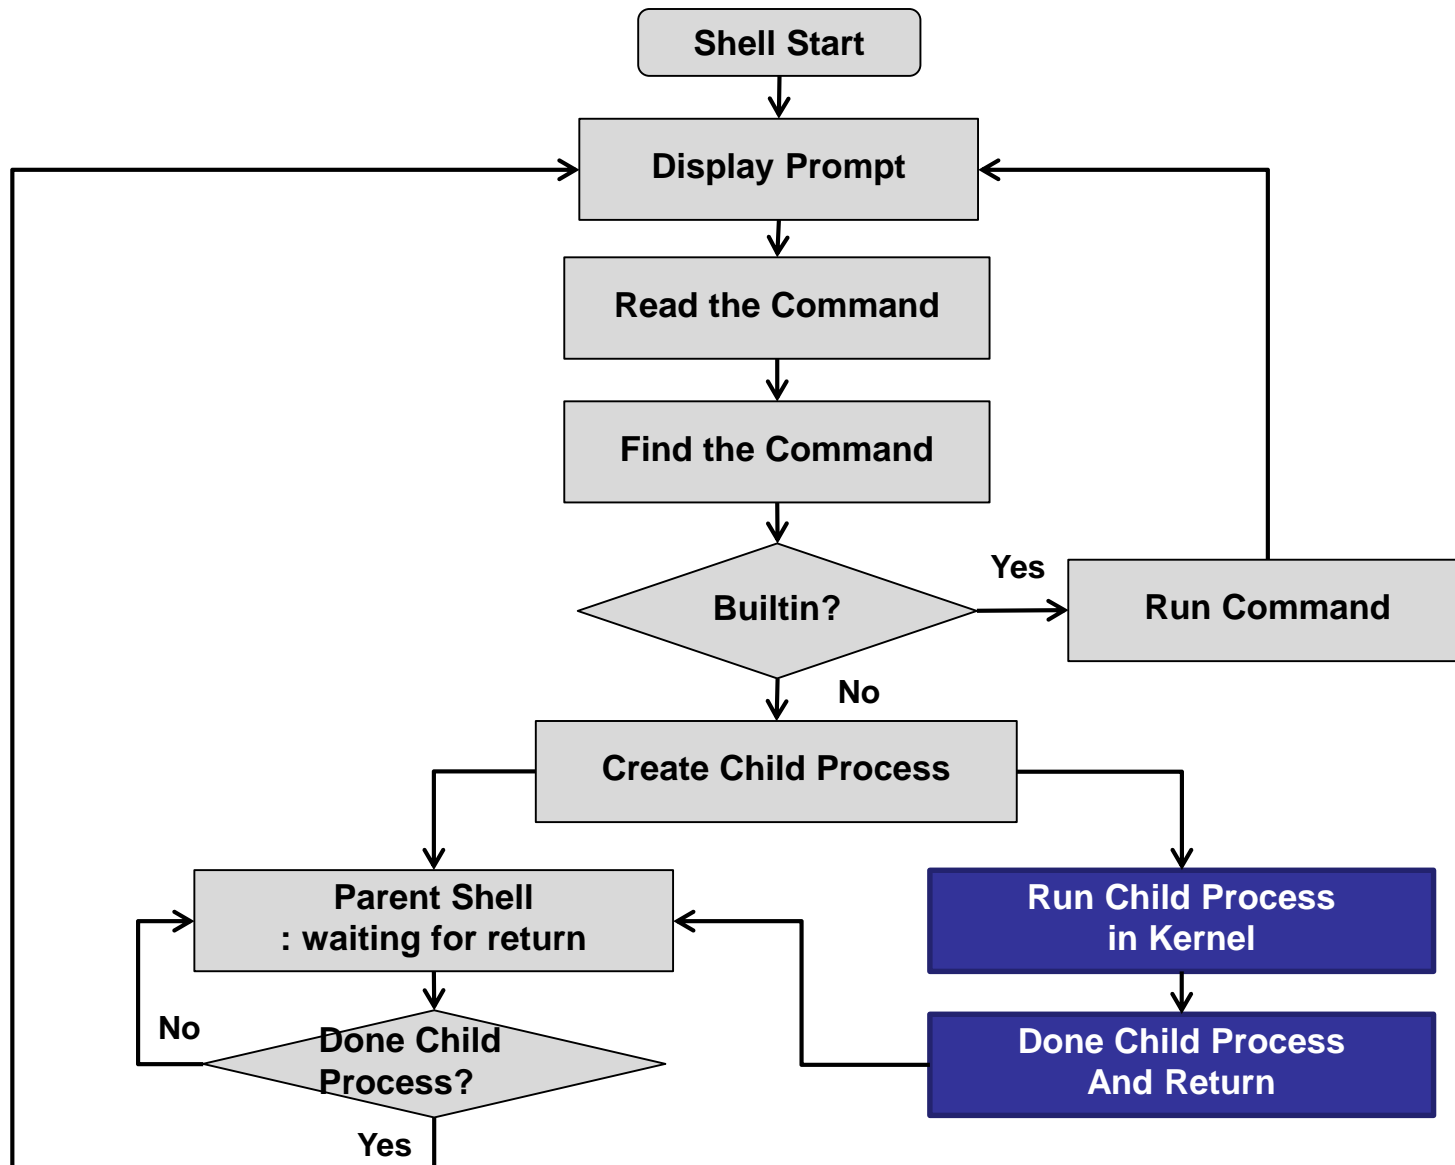 Shell Start
Display Prompt
Read the Command
Find the Command
Builtin?
Yes
Run Command
No
Create Child Process
Parent Shell
: waiting for return
Run Child Process
in Kernel
No
Done Child
Process?
Done Child Process
And Return
Yes